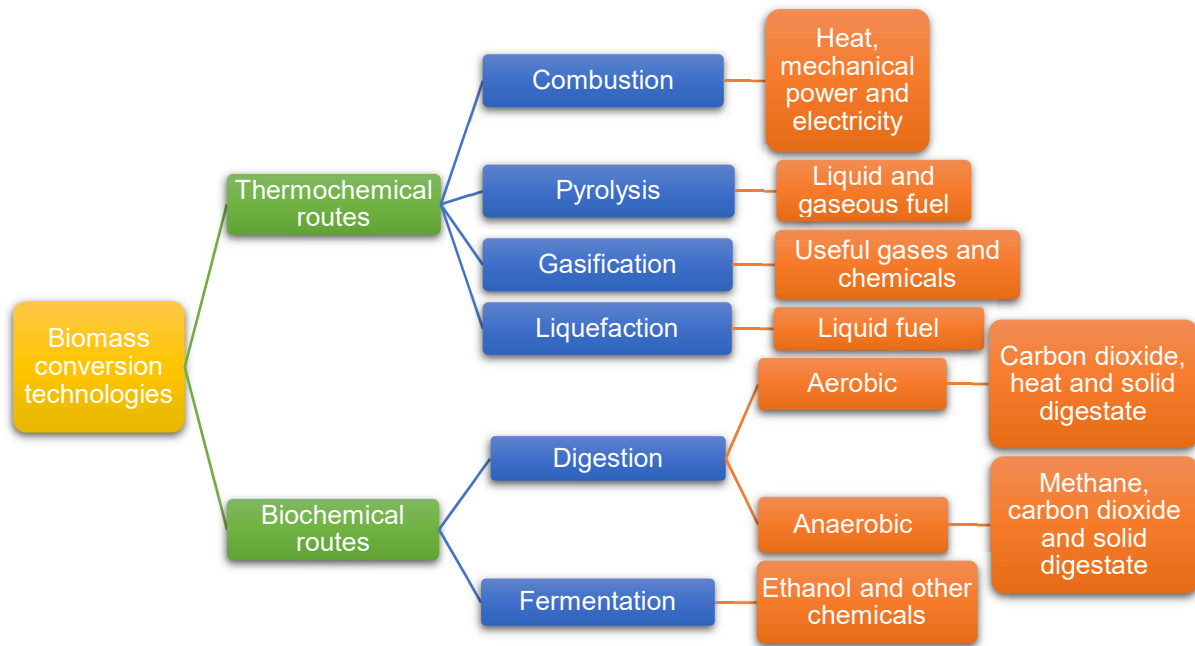 Biomass
conversion
technologies
Thermochemical
routes
Combustion
Heat,
mechanical
power and
electricity
Pyrolysis
Liquid and
gaseous fuel
Gasification
Useful gases and
chemicals
Liquefaction
Liquid fuel
Biochemical
routes
Digestion
Aerobic
Carbon dioxide,
heat and solid
digestate
Anaerobic
Methane,
carbon dioxide
and solid
digestate
Fermentation
Ethanol and other
chemicals